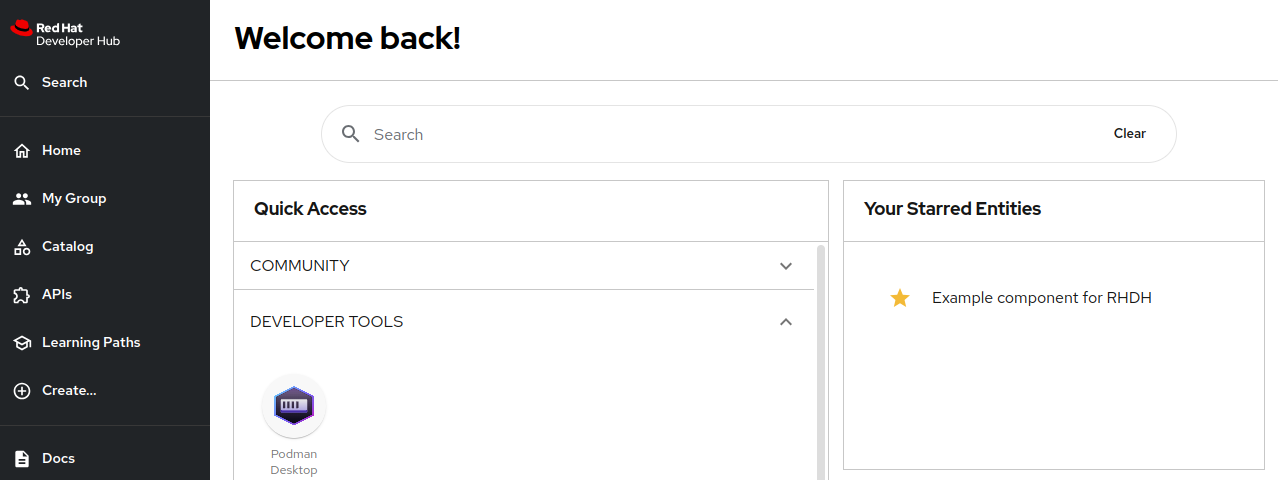 Red Hat
Developer Hub
Search
Home
My Group
Catalog
APIs
Learning Paths
Create...
Docs
Welcome back!
Search
Clear
Quick Access
COMMUNITY
DEVELOPER TOOLS
Podman
Desktop
Your Starred Entities
Example component for RHDH